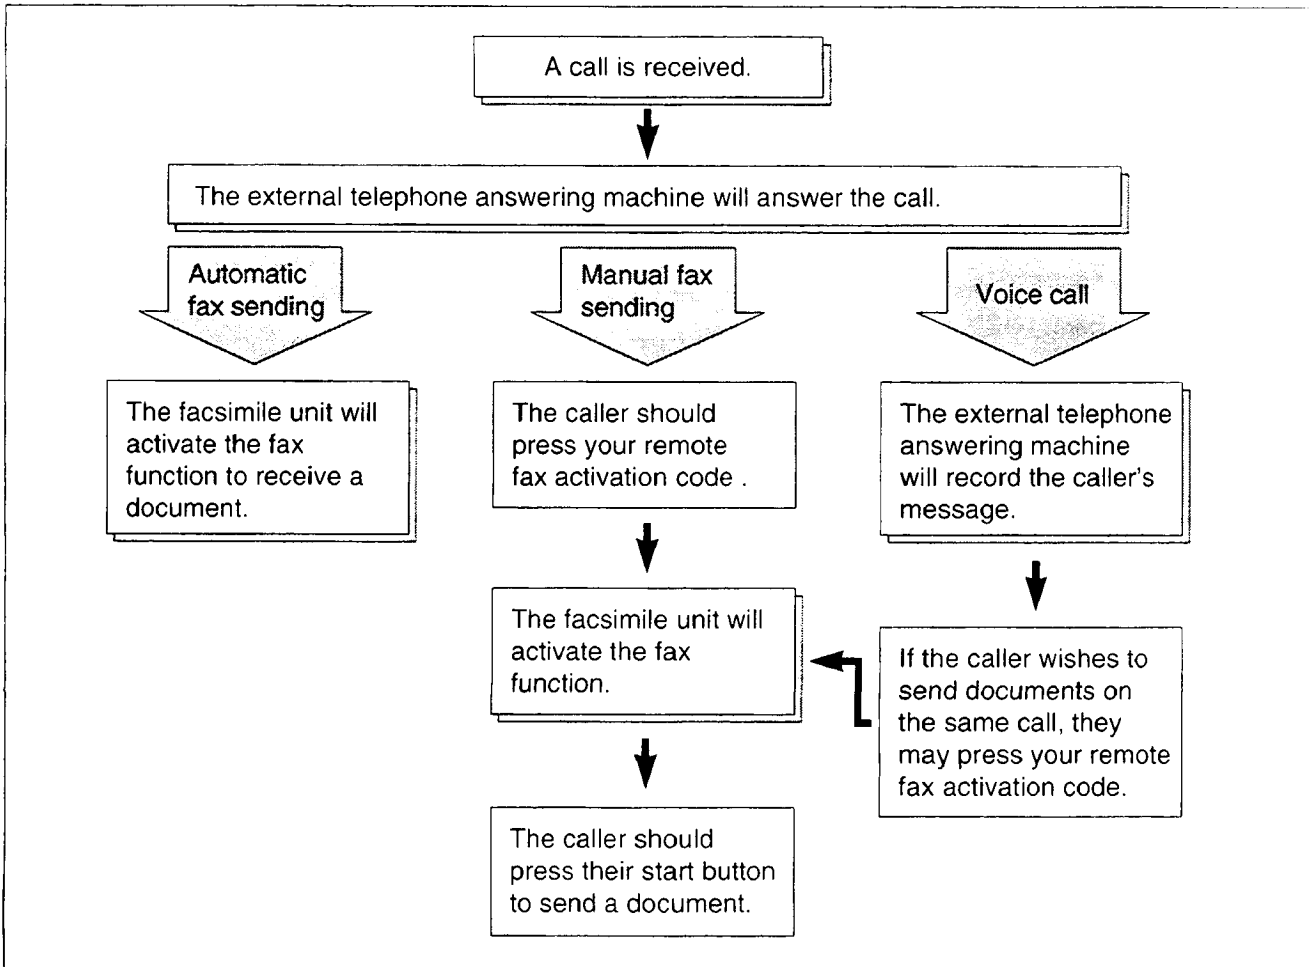 A call is received.
The external telephone answering machine will answer the call.
Automatic
fax sending
The facsimile unit will
activate the fax
function to receive a
document.
Manual fax
sending
The caller should
press your remote
fax activation code .
The facsimile unit will
activate the fax
function.
The caller should
press their start button
to send a document.
Voice call
The external telephone
answering machine
will record the caller's
message.
If the caller wishes to
send documents on
the same call, they
may press your remote
fax activation code.